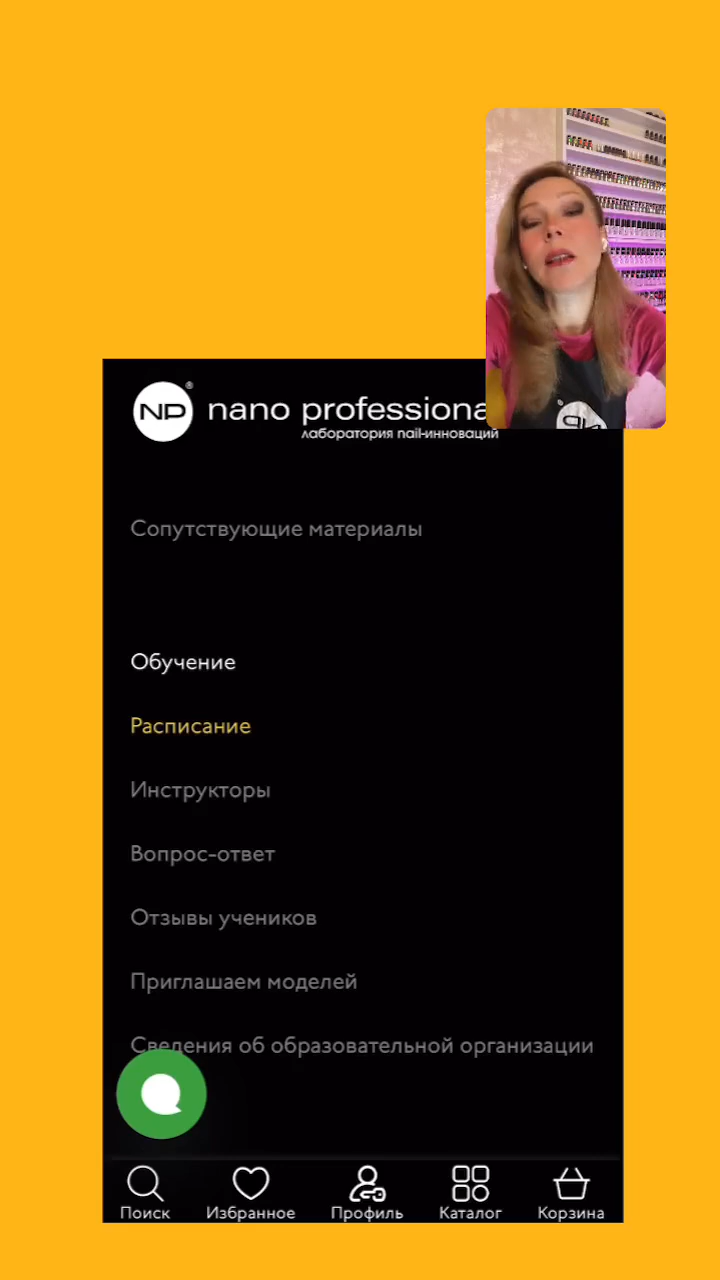 NP ®
nano professiona
лаборатория nail-инноваций
Сопутствующие материалы
Обучение
Расписание
Инструкторы
Вопрос-ответ
Отзывы учеников
Приглашаем моделей
Сведения об образовательной организации
Поиск
Избранное
Профиль
Каталог
Корзина